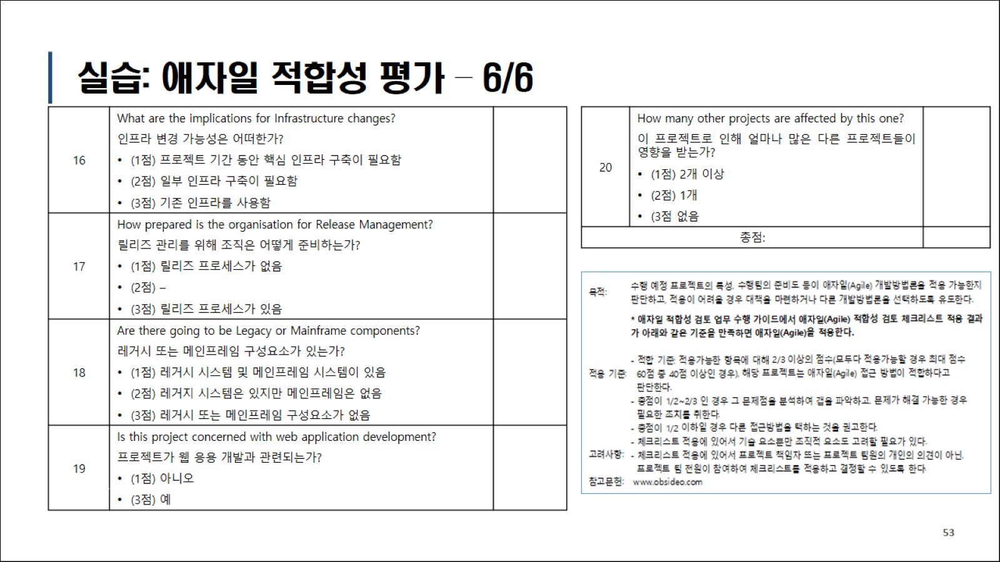 실습: 애자일 적합성 평가 – 6/6
16
What are the implications for Infrastructure changes?
인프라 변경 가능성은 어떠한가?
• (1점) 프로젝트 기간 동안 핵심 인프라 구축이 필요함
• (2점) 일부 인프라 구축이 필요함
• (3점) 기존 인프라를 사용함
17
How prepared is the organisation for Release Management?
릴리즈 관리를 위해 조직은 어떻게 준비하는가?
• (1점) 릴리즈 프로세스가 없음
• (2점) –
• (3점) 릴리즈 프로세스가 있음
18
Are there going to be Legacy or Mainframe components?
레거시 또는 메인프레임 구성요소가 있는가?
• (1점) 레거시 시스템 및 메인프레임 시스템이 있음
• (2점) 레거지 시스템은 있지만 메인프레임은 없음
• (3점) 레거시 또는 메인프레임 구성요소가 없음
19
Is this project concerned with web application development?
프로젝트가 웹 응용 개발과 관련되는가?
• (1점) 아니오
• (3점) 예
20
How many other projects are affected by this one?
이 프로젝트로 인해 얼마나 많은 다른 프로젝트들이
영향을 받는가?
• (1점) 2개 이상
• (2점) 1개
• (3점 없음
총점:
목적:
수행 예정 프로젝트의 특성, 수행팀의 준비도 등이 애자일(Agile) 개발방법론을 적용 가능한지
판단하고, 적용이 어려울 경우 대책을 마련하거나 다른 개발방법론을 선택하도록 유도한다.
* 애자일 적합성 검토 업무 수행 가이드에서 애자일(Agile) 적합성 검토 체크리스트 적용 결과
가 아래와 같은 기준을 만족하면 애자일(Agile)을 적용한다.
적용 기준:
- 적합 기준: 적용가능한 항목에 대해 2/3 이상의 점수(모두다 적용가능할 경우 최대 점수
60점 중 40점 이상인 경우), 해당 프로젝트는 애자일(Agile) 접근 방법이 적합하다고
판단한다.
- 총점이 1/2~2/3 인 경우 그 문제점을 분석하여 갭을 파악하고, 문제가 해결 가능한 경우
필요한 조치를 취한다.
- 총점이 1/2 이하일 경우 다른 접근방법을 택하는 것을 권고한다.
- 체크리스트 적용에 있어서 기술 요소뿐만 조직적 요소도 고려할 필요가 있다.
고려사항: - 체크리스트 적용에 있어서 프로젝트 책임자 또는 프로젝트 팀원의 개인의 의견이 아닌,
프로젝트 팀 전원이 참여하여 체크리스트를 적용하고 결정할 수 있도록 한다.
참고문헌: www.obsideo.com
53